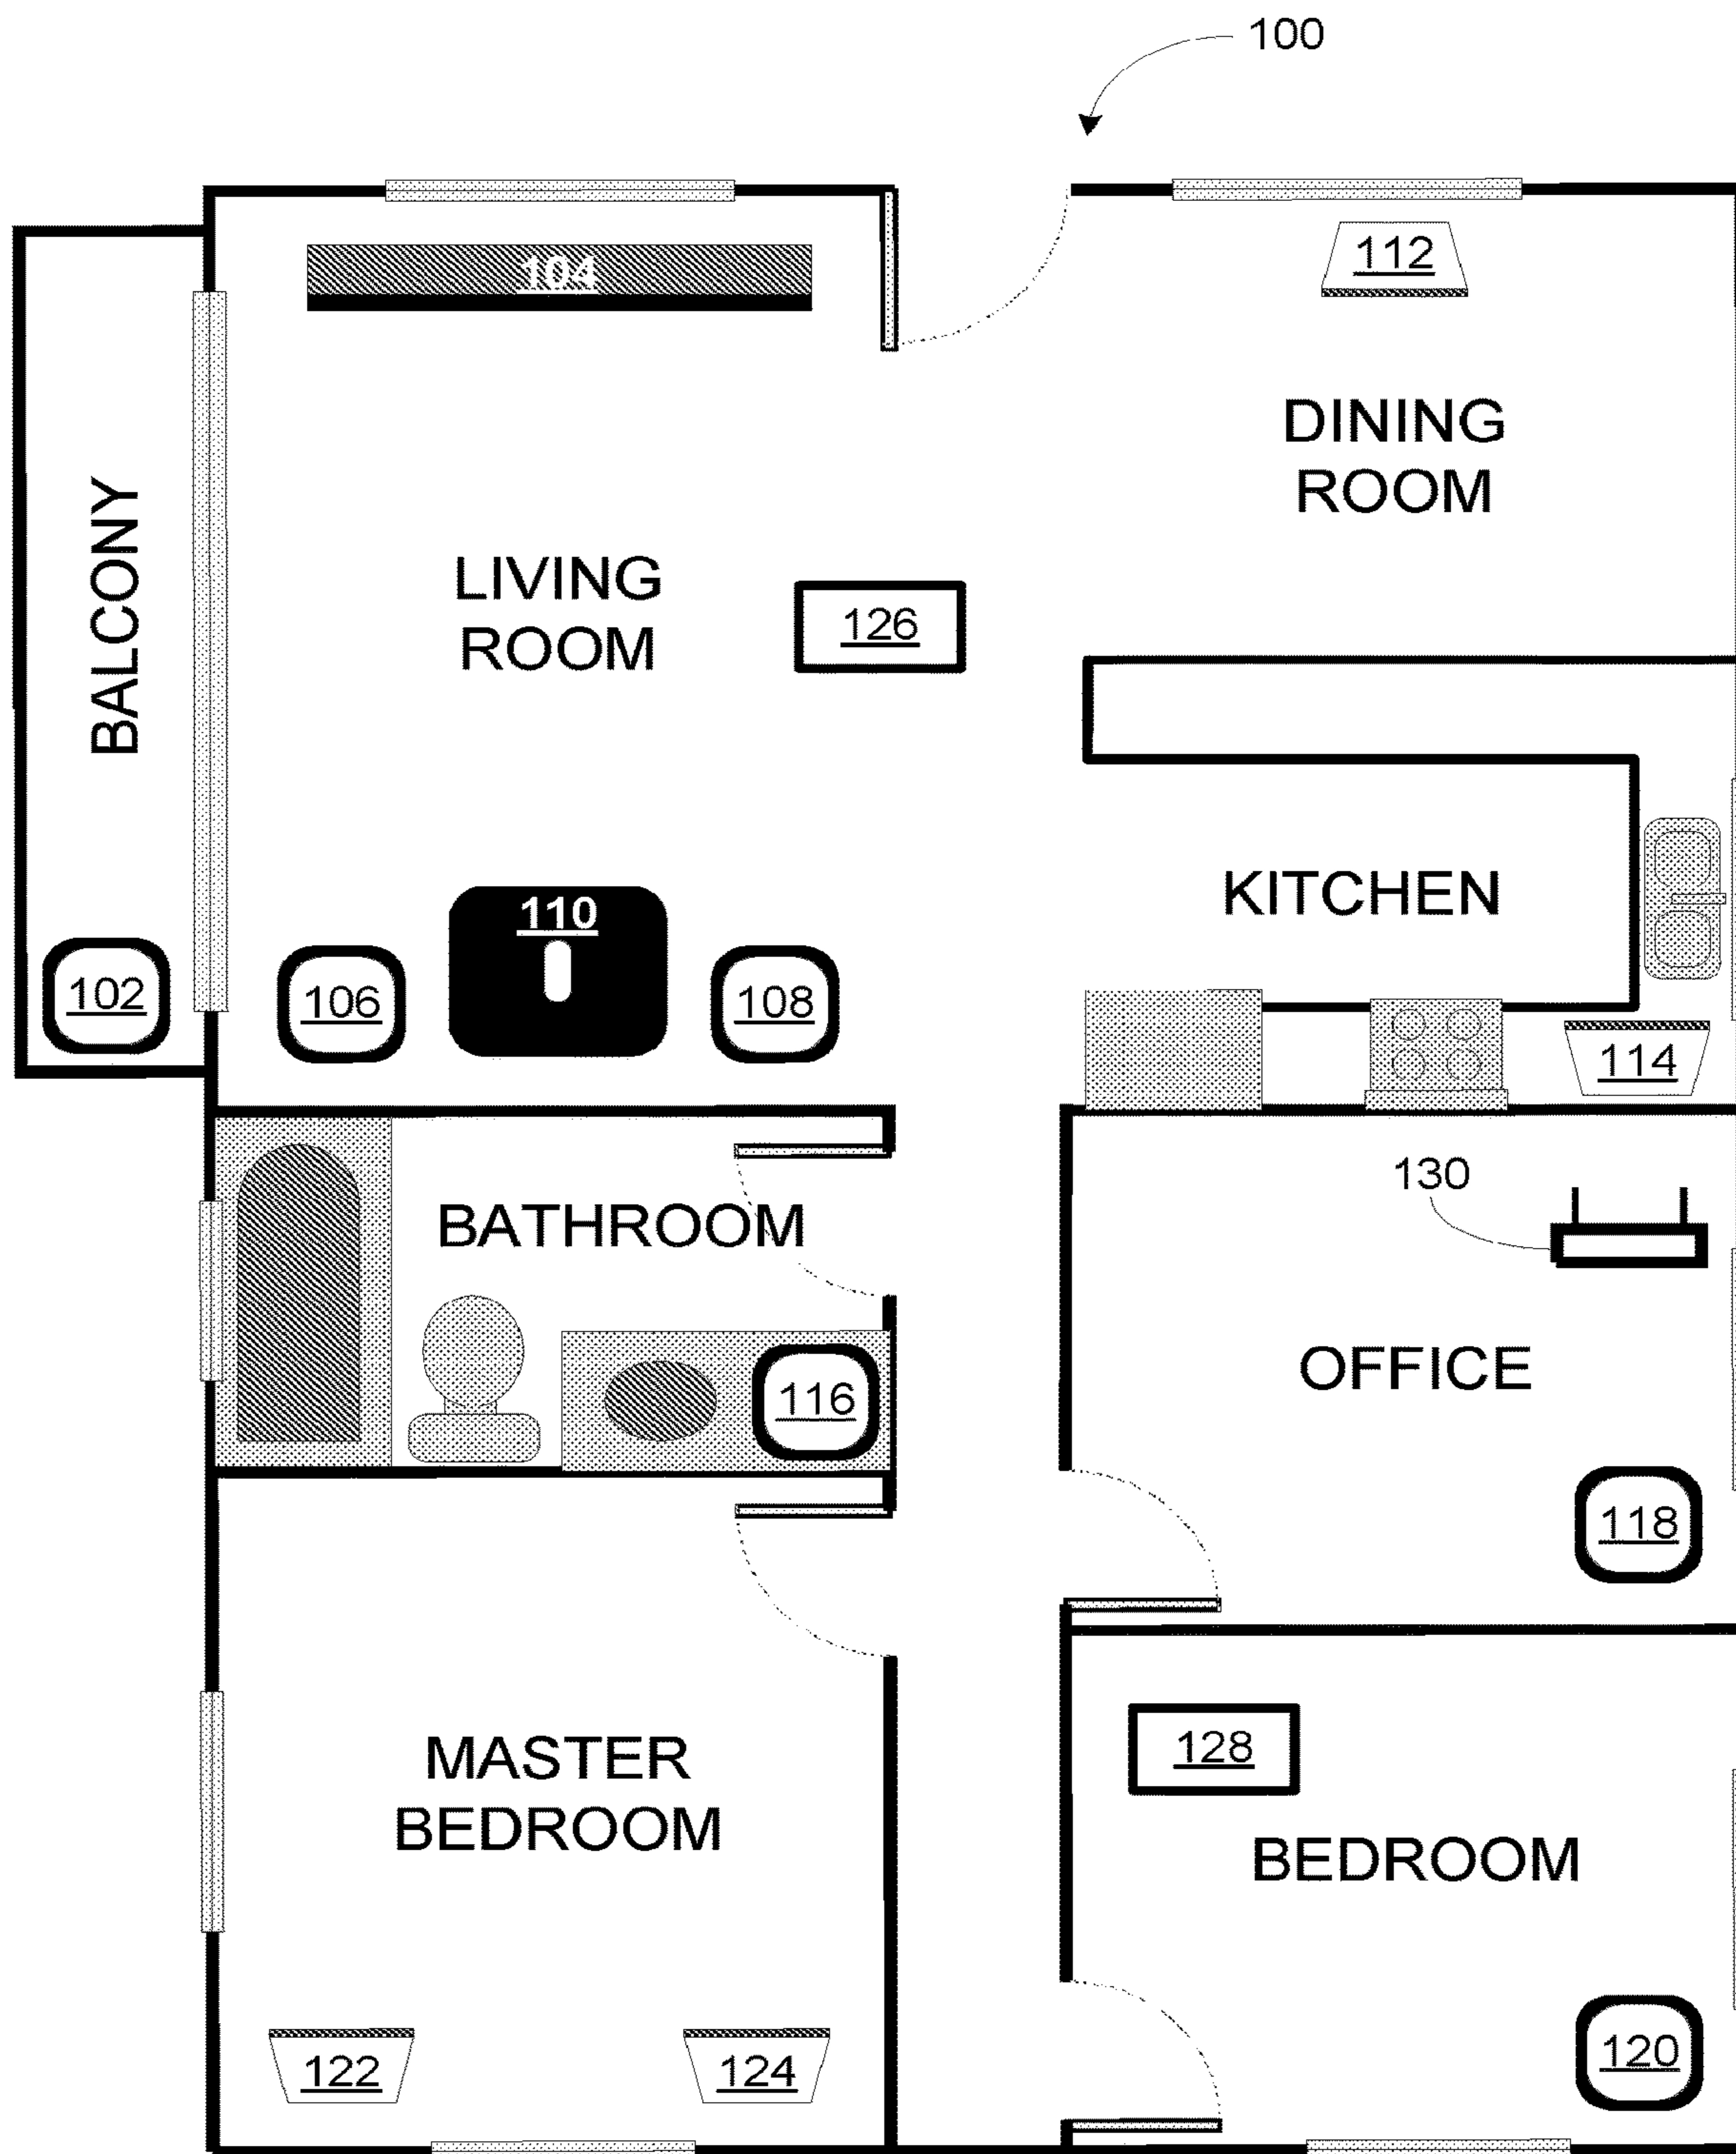 100
104
112
DINING
ROOM
BALCONY
LIVING
ROOM
126
KITCHEN
110
102
106
108
114
130
BATHROOM
OFFICE
116
118
MASTER
BEDROOM
128
BEDROOM
122
124
120